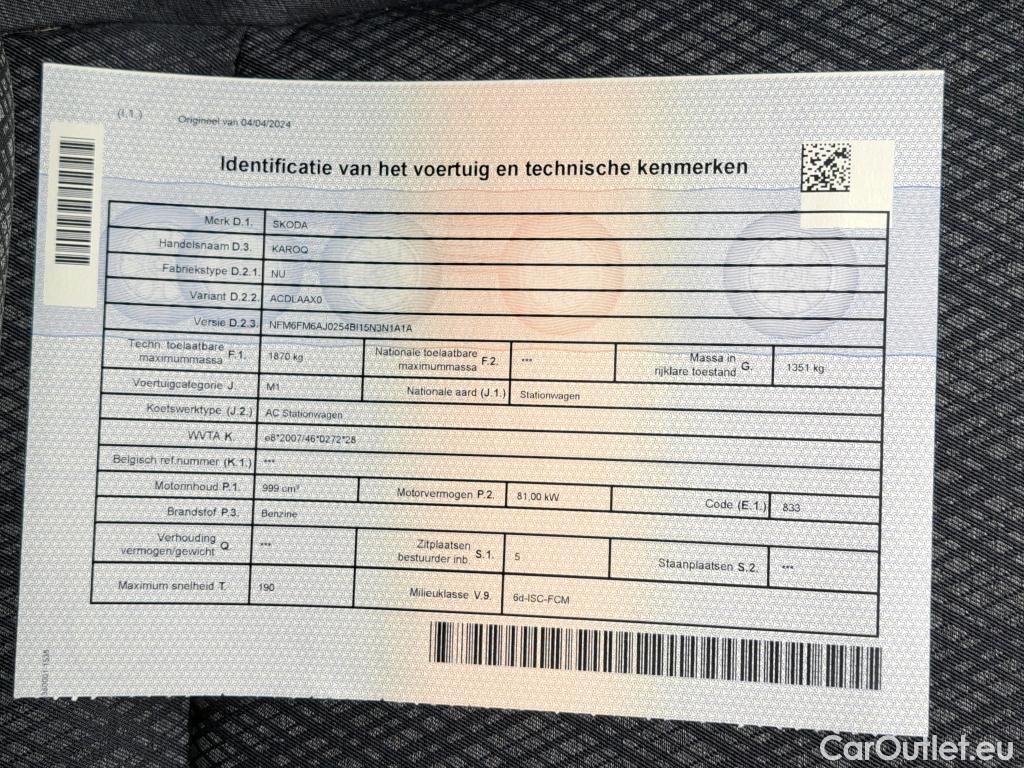 (I.1.) Origineel van 04/04/2024
Identificatie van het voertuig en technische kenmerken
Merk D.1. SKODA
Handelsnaam D.3. KAROQ
Fabriekstype D.2.1. NU
Variant D.2.2. ACDLAAX0
Versie D.2.3. NFM6FM6AJ0254BI15N3N1A1A
Techn. toelaatbare maximummassa F.1. 1870 kg Nationale toelaatbare maximummassa F.2. *** Massa in rijklare toestand G. 1351 kg
Voertuigcategorie J. M1 Nationale aard (J.1.) Stationwagen
Koetswerktype (J.2.) AC Stationwagen
WVTA K. e8*2007/46*0272*28
Belgisch ref.nummer (K.1.) ***
Motorinhoud P.1. 999 cm³ Motorvermogen P.2. 81,00 kW Code (E.1.) 833
Brandstof P.3. Benzine
Verhouding vermogen/gewicht Q. *** Zitplaatsen bestuurder inb. S.1. 5 Staanplaatsen S.2. ***
Maximum snelheid T. 190 Milieuklasse V.9. 6d-ISC-FCM
CarOutlet.eu